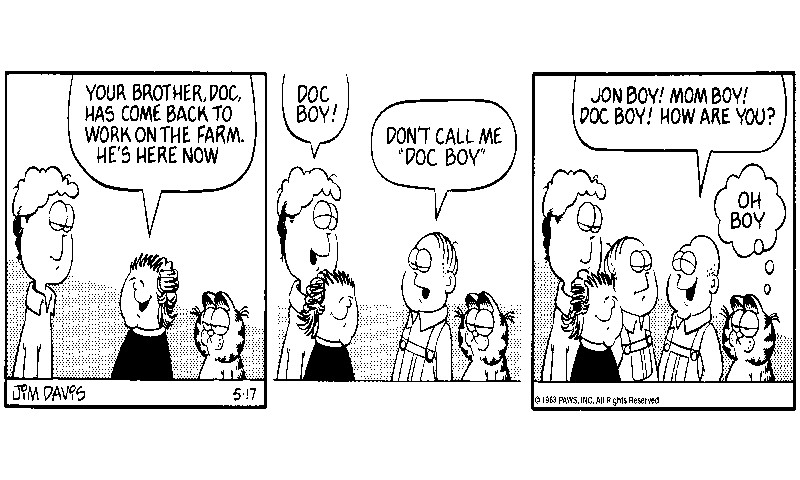 YOUR BROTHER, DOC,
HAS COME BACK TO
WORK ON THE FARM.
HE'S HERE NOW
JIM DAVIS
5-17
DOC
BOY!
DON'T CALL ME
"DOC BOY"
JON BOY! MOM BOY!
DOC BOY! HOW ARE YOU?
OH
BOY
© 1983 PAWS, INC. All Rights Reserved